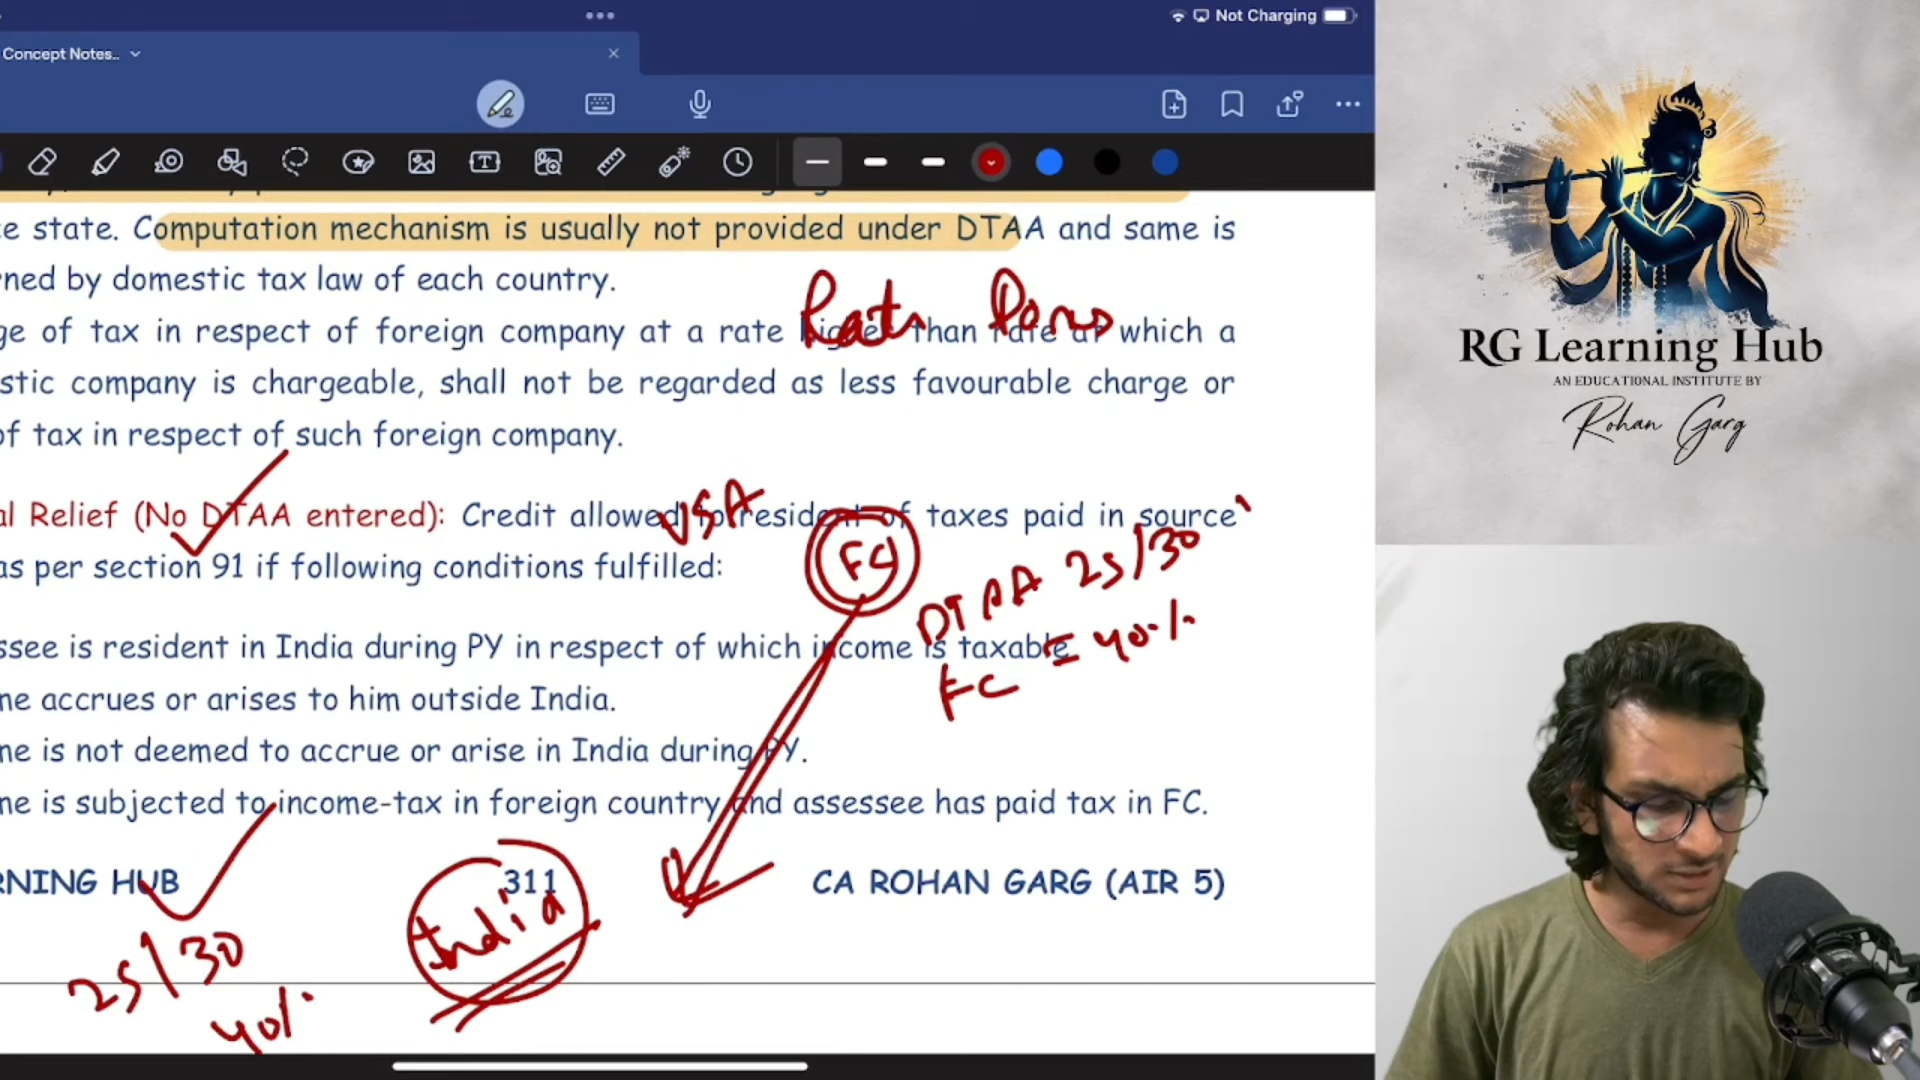 Not Charging
Concept Notes..
e state. Computation mechanism is usually not provided under DTAA and same is
ned by domestic tax law of each country.
Rate
ge of tax in respect of foreign company at a rate higher than rate at which a
stic company is chargeable, shall not be regarded as less favourable charge or
of tax in respect of such foreign company.
al Relief (No DTAA entered): Credit allowed to resident of taxes paid in source
USA
FC
as per section 91 if following conditions fulfilled:
DTAA 25/30
ssee is resident in India during PY in respect of which income is taxable.
FC = 40%
me accrues or arises to him outside India.
me is not deemed to accrue or arise in India during PY.
me is subjected to income-tax in foreign country and assessee has paid tax in FC.
RNING HUB
311
CA ROHAN GARG (AIR 5)
India
25/30
40%
RG Learning Hub
AN EDUCATIONAL INSTITUTE BY
Rohan Garg